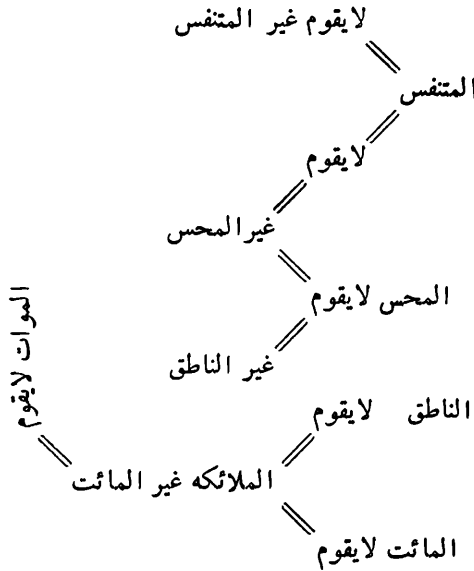 لايقوم غير المتنفس
المتنفس
لايقوم
غير المحس
المحس لايقوم
غير الناطق
الموات لايقوم
الناطق لايقوم
الملائكه غير المائت
المائت لايقوم